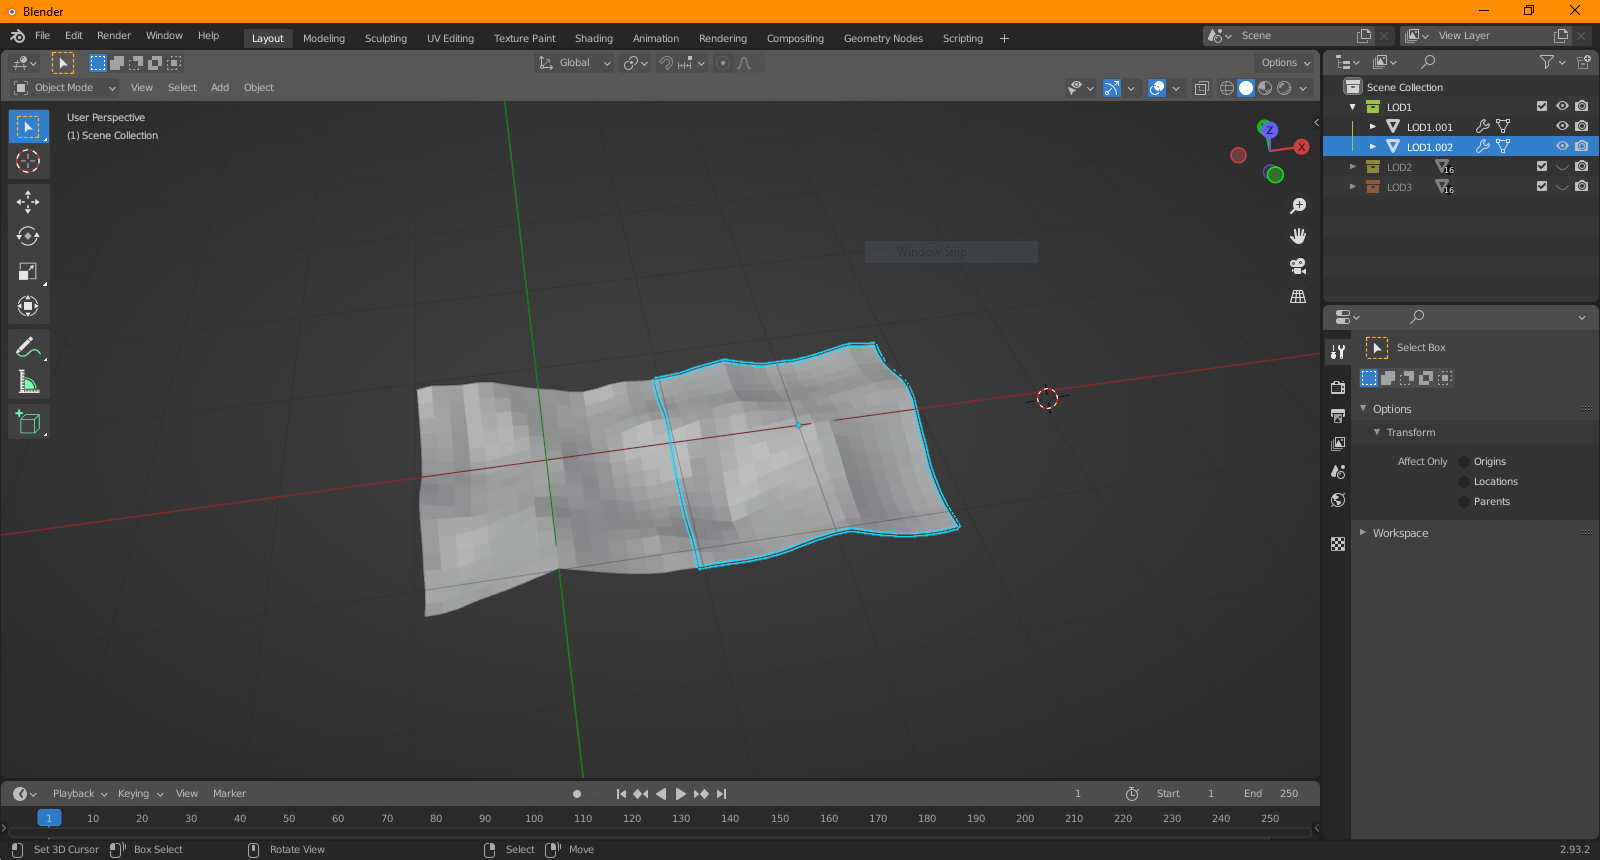 Blender
File Edit Render Window Help Layout Modeling Sculpting UV Editing Texture Paint Shading Animation Rendering Compositing Geometry Nodes Scripting + Scene View Layer
Global Options
Object Mode View Select Add Object
Scene Collection
User Perspective
(1) Scene Collection
LOD1
LOD1.001
LOD1.002
LOD2 16
LOD3 16
Z
X
Window Snip
Select Box
Options
Transform
Affect Only Origins
Locations
Parents
Workspace
Playback Keying View Marker 1 Start 1 End 250
1 10 20 30 40 50 60 70 80 90 100 110 120 130 140 150 160 170 180 190 200 210 220 230 240 250
Set 3D Cursor Box Select Rotate View Select Move 2.93.2